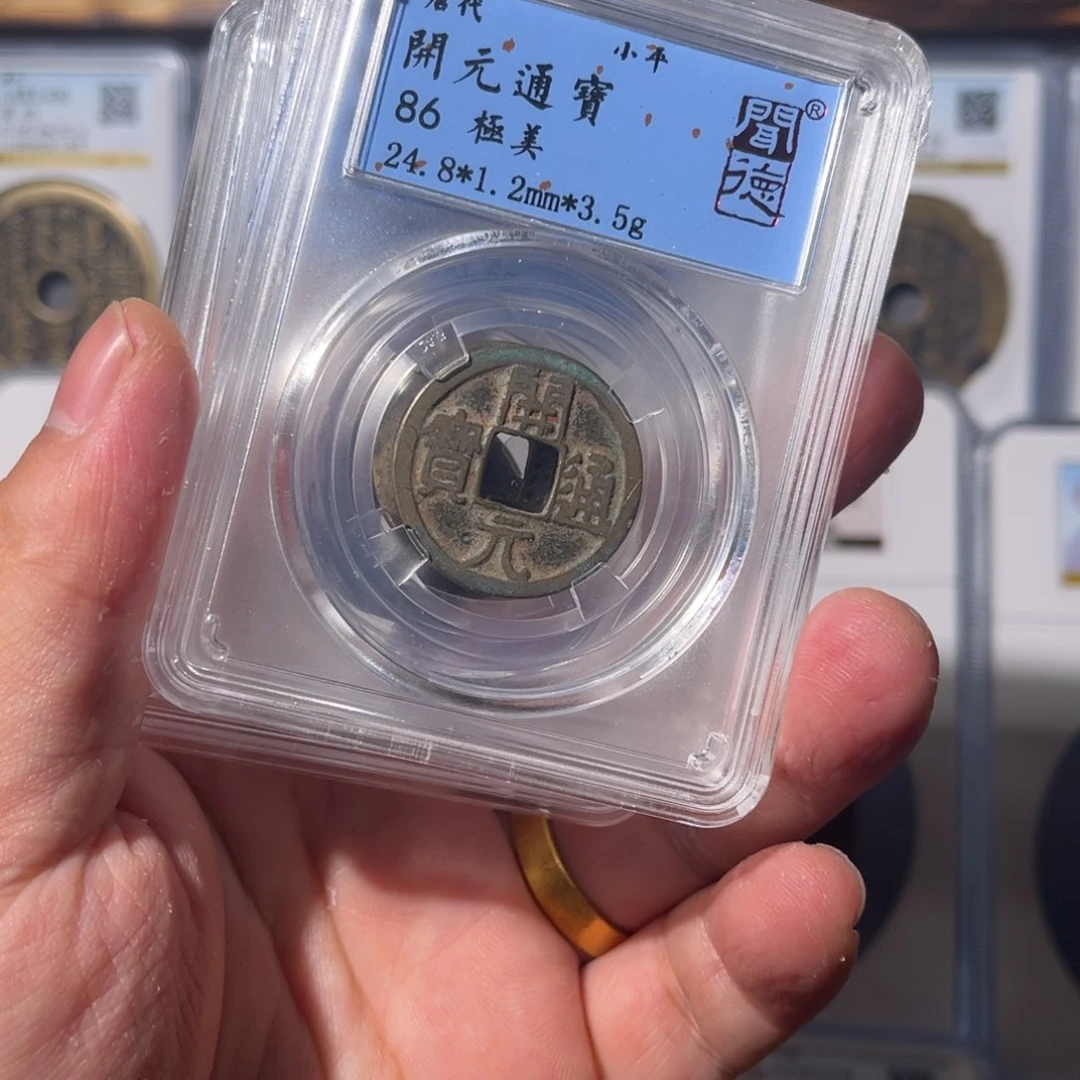 唐代
小平
開元通寶
86 極美
24.8*1.2mm*3.5g
聞德®
開
通
元
寶